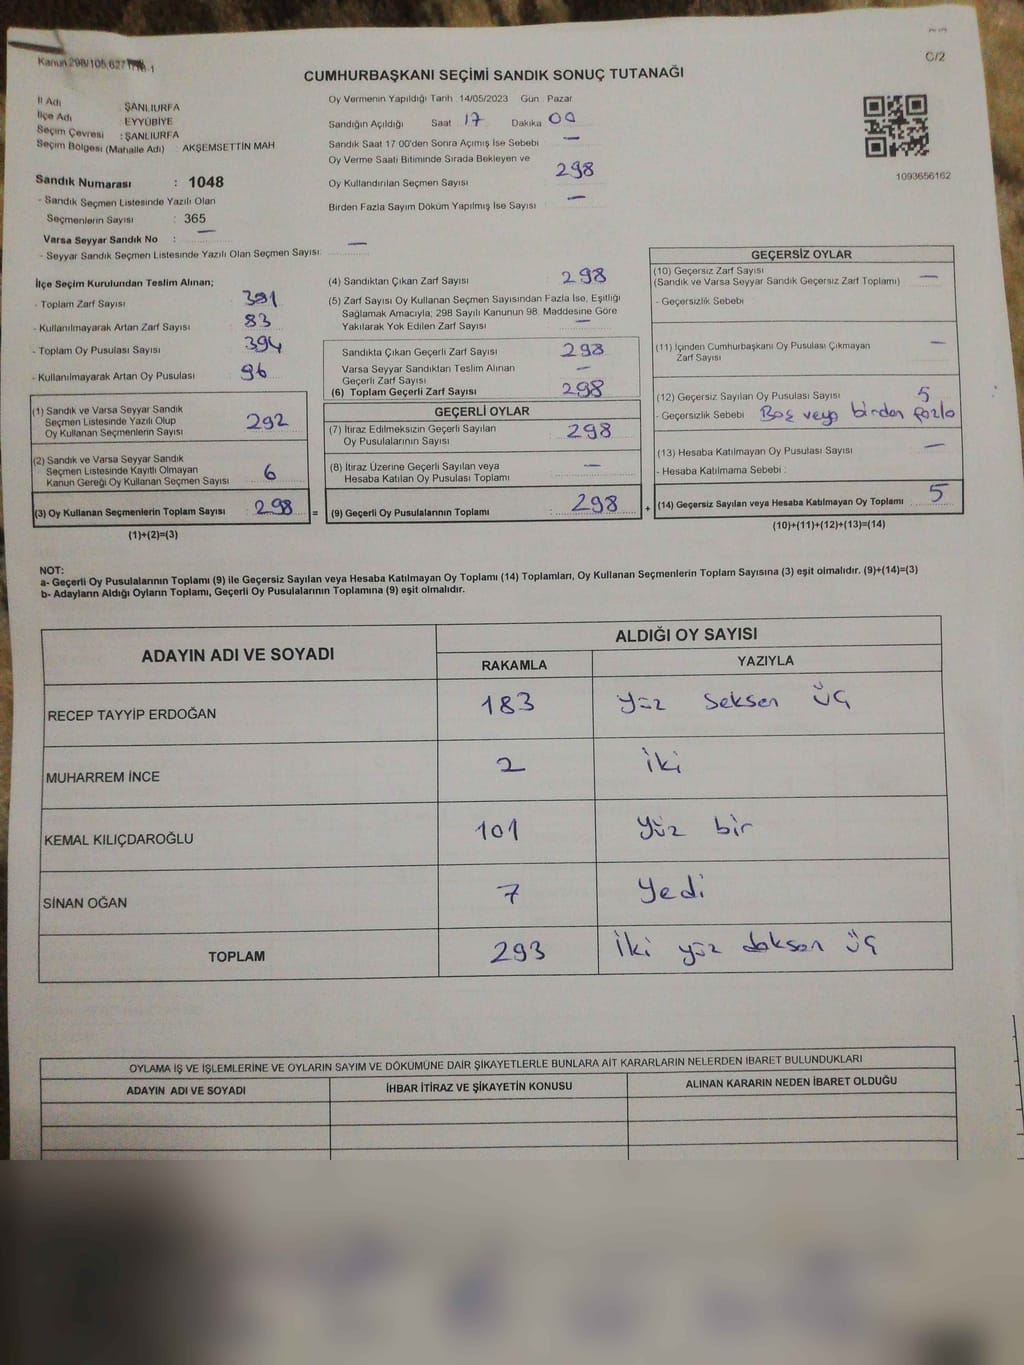 Kanun 298/105
C/2
CUMHURBAŞKANI SEÇİMİ SANDIK SONUÇ TUTANAĞI
İl Adı : ŞANLIURFA
İlçe Adı : EYYÜBİYE
Seçim Çevresi : ŞANLIURFA
Seçim Bölgesi (Mahalle Adı) : AKŞEMSETTİN MAH
Sandık Numarası : 1048
- Sandık Seçmen Listesinde Yazılı Olan
Seçmenlerin Sayısı : 365
Varsa Seyyar Sandık No : —
- Seyyar Sandık Seçmen Listesinde Yazılı Olan Seçmen Sayısı: —
Oy Vermenin Yapıldığı Tarih 14/05/2023 Gün Pazar
Sandığın Açıldığı Saat 17 Dakika 00
Sandık Saat 17 00'den Sonra Açımış İse Sebebi —
Oy Verme Saati Bitiminde Sırada Bekleyen ve
Oy Kullandırılan Seçmen Sayısı 298
Birden Fazla Sayım Döküm Yapılmış İse Sayısı —
1093656162
İlçe Seçim Kurulundan Teslim Alınan;
- Toplam Zarf Sayısı 381
- Kullanılmayarak Artan Zarf Sayısı 83
- Toplam Oy Pusulası Sayısı 394
- Kullanılmayarak Artan Oy Pusulası 96
(1) Sandık ve Varsa Seyyar Sandık
Seçmen Listesinde Yazılı Olup
Oy Kullanan Seçmenlerin Sayısı 292
(2) Sandık ve Varsa Seyyar Sandık
Seçmen Listesinde Kayıtlı Olmayan
Kanun Gereği Oy Kullanan Seçmen Sayısı 6
(3) Oy Kullanan Seçmenlerin Toplam Sayısı 298 =
(1)+(2)=(3)
(4) Sandıktan Çıkan Zarf Sayısı 298
(5) Zarf Sayısı Oy Kullanan Seçmen Sayısından Fazla İse, Eşitliği
Sağlamak Amacıyla; 298 Sayılı Kanunun 98. Maddesine Göre
Yakılarak Yok Edilen Zarf Sayısı —
Sandıkta Çıkan Geçerli Zarf Sayısı 298
Varsa Seyyar Sandıktan Teslim Alınan
Geçerli Zarf Sayısı —
(6) Toplam Geçerli Zarf Sayısı 298
GEÇERLİ OYLAR
(7) İtiraz Edilmeksizin Geçerli Sayılan
Oy Pusulalarının Sayısı 298
(8) İtiraz Üzerine Geçerli Sayılan veya
Hesaba Katılan Oy Pusulası Toplamı —
(9) Geçerli Oy Pusulalarının Toplamı : 298 +
GEÇERSİZ OYLAR
(10) Geçersiz Zarf Sayısı
(Sandık ve Varsa Seyyar Sandık Geçersiz Zarf Toplamı) —
- Geçersizlik Sebebi
(11) İçinden Cumhurbaşkanı Oy Pusulası Çıkmayan
Zarf Sayısı —
(12) Geçersiz Sayılan Oy Pusulası Sayısı 5
- Geçersizlik Sebebi Boş veya birden fazla
(13) Hesaba Katılmayan Oy Pusulası Sayısı —
- Hesaba Katılmama Sebebi :
(14) Geçersiz Sayılan veya Hesaba Katılmayan Oy Toplamı 5
(10)+(11)+(12)+(13)=(14)
NOT:
a- Geçerli Oy Pusulalarının Toplamı (9) ile Geçersiz Sayılan veya Hesaba Katılmayan Oy Toplamı (14) Toplamları, Oy Kullanan Seçmenlerin Toplam Sayısına (3) eşit olmalıdır. (9)+(14)=(3)
b- Adayların Aldığı Oyların Toplamı, Geçerli Oy Pusulalarının Toplamına (9) eşit olmalıdır.
ADAYIN ADI VE SOYADI ALDIĞI OY SAYISI
RAKAMLA YAZIYLA
RECEP TAYYİP ERDOĞAN 183 yüz seksen üç
MUHARREM İNCE 2 iki
KEMAL KILIÇDAROĞLU 101 yüz bir
SİNAN OĞAN 7 yedi
TOPLAM 293 iki yüz doksan üç
OYLAMA İŞ VE İŞLEMLERİNE VE OYLARIN SAYIM VE DÖKÜMÜNE DAİR ŞİKAYETLERLE BUNLARA AİT KARARLARIN NELERDEN İBARET BULUNDUKLARI
ADAYIN ADI VE SOYADI İHBAR İTİRAZ VE ŞİKAYETİN KONUSU ALINAN KARARIN NEDEN İBARET OLDUĞU